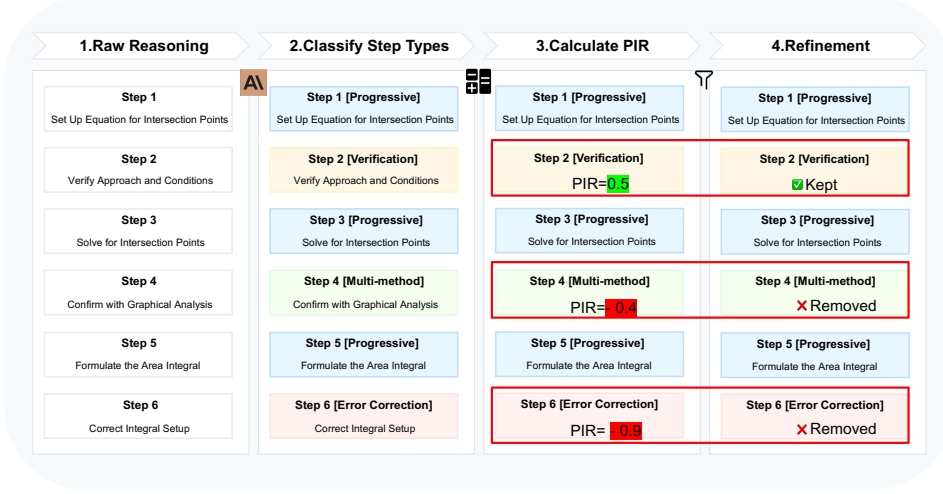 1.Raw Reasoning
2.Classify Step Types
3.Calculate PIR
4.Refinement
Step 1
Set Up Equation for Intersection Points
Step 2
Verify Approach and Conditions
Step 3
Solve for Intersection Points
Step 4
Confirm with Graphical Analysis
Step 5
Formulate the Area Integral
Step 6
Correct Integral Setup
A\
Step 1 [Progressive]
Set Up Equation for Intersection Points
Step 2 [Verification]
Verify Approach and Conditions
Step 3 [Progressive]
Solve for Intersection Points
Step 4 [Multi-method]
Confirm with Graphical Analysis
Step 5 [Progressive]
Formulate the Area Integral
Step 6 [Error Correction]
Correct Integral Setup
Step 1 [Progressive]
Set Up Equation for Intersection Points
Step 2 [Verification]
PIR=0.5
Step 3 [Progressive]
Solve for Intersection Points
Step 4 [Multi-method]
PIR=- 0.4
Step 5 [Progressive]
Formulate the Area Integral
Step 6 [Error Correction]
PIR= - 0.9
Step 1 [Progressive]
Set Up Equation for Intersection Points
Step 2 [Verification]
✅Kept
Step 3 [Progressive]
Solve for Intersection Points
Step 4 [Multi-method]
❌Removed
Step 5 [Progressive]
Formulate the Area Integral
Step 6 [Error Correction]
❌Removed